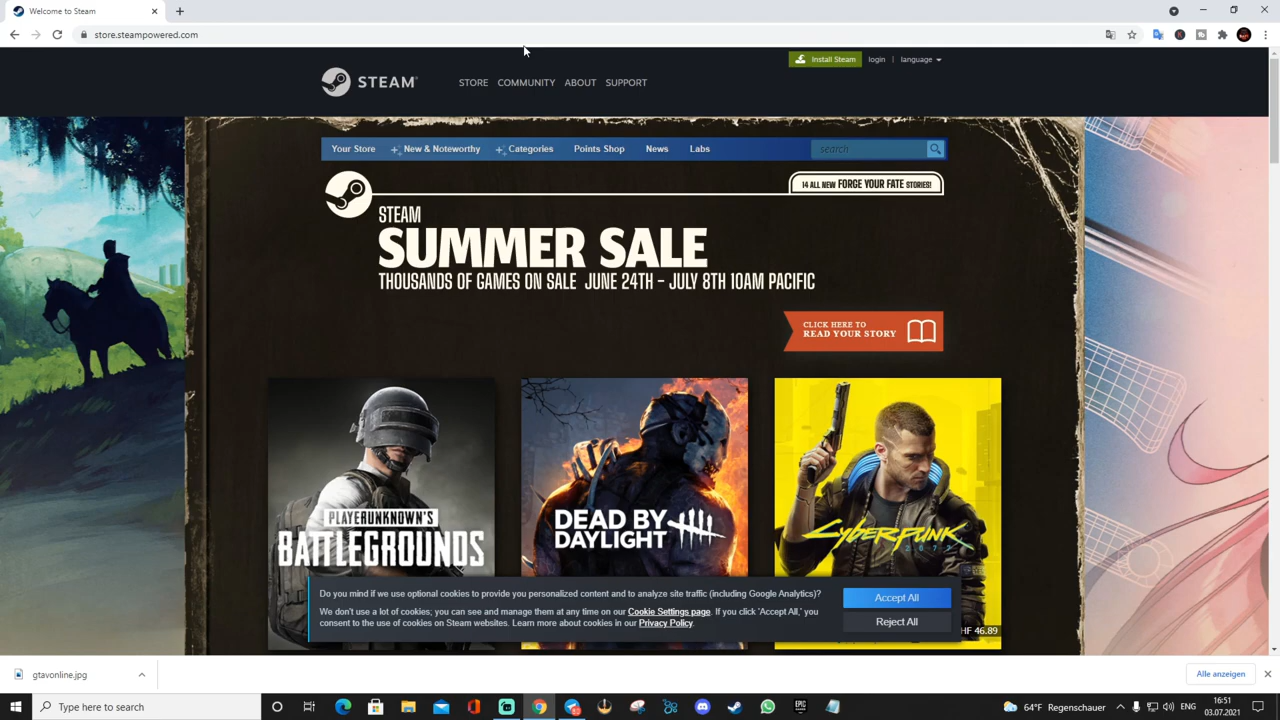 Welcome to Steam
store.steampowered.com
Install Steam login | language
STEAM®
STORE COMMUNITY ABOUT SUPPORT
Your Store New & Noteworthy Categories Points Shop News Labs search
14 ALL NEW FORGE YOUR FATE STORIES!
STEAM
SUMMER SALE
THOUSANDS OF GAMES ON SALE JUNE 24TH - JULY 8TH 10AM PACIFIC
CLICK HERE TO
READ YOUR STORY
PLAYERUNKNOWN'S
BATTLEGROUNDS
DEAD BY
DAYLIGHT
CYBERPUNK
2077
Do you mind if we use optional cookies to provide you personalized content and to analyze site traffic (including Google Analytics)?
We don't use a lot of cookies; you can see and manage them at any time on our Cookie Settings page. If you click 'Accept All,' you
consent to the use of cookies on Steam websites. Learn more about cookies in our Privacy Policy.
Accept All
Reject All
HF 46.89
gtavonline.jpg
Alle anzeigen
Type here to search
64°F Regenschauer
16:51
03.07.2021